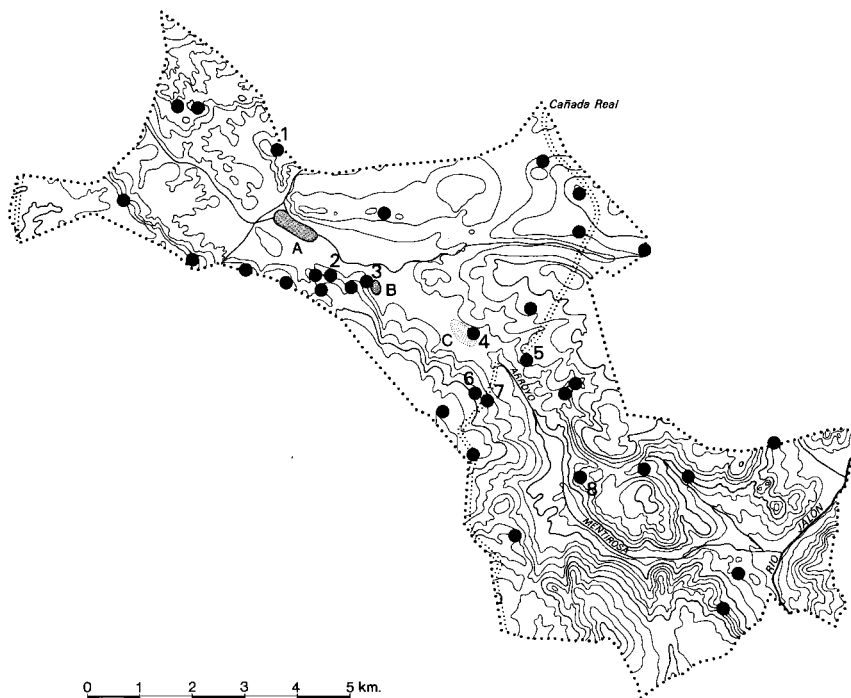 Cañada Real
1
A
2
3
B
C
4
5
ARROYO
6
7
8
MENTIROSA
RIO JALON
0 1 2 3 4 5 km.